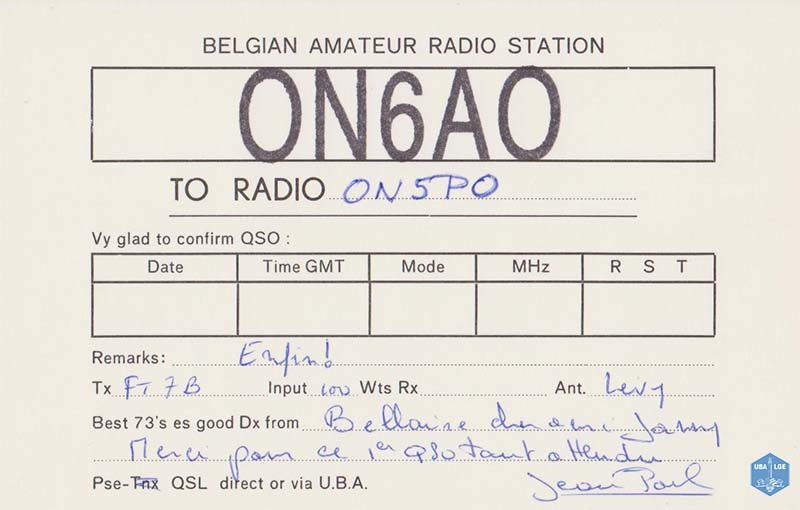 BELGIAN AMATEUR RADIO STATION
ON6AO
TO RADIO ON5PO
Vy glad to confirm QSO :
Date Time GMT Mode MHz R S T
Remarks: Enfin!
Tx FT 7B Input 100 Wts Rx Ant. Levy
Best 73's es good Dx from Bellaire cher ami
Merci pour ce 1er QSO tant attendu
Pse-Tnx QSL direct or via U.B.A. Jean Paul
UBA LGE